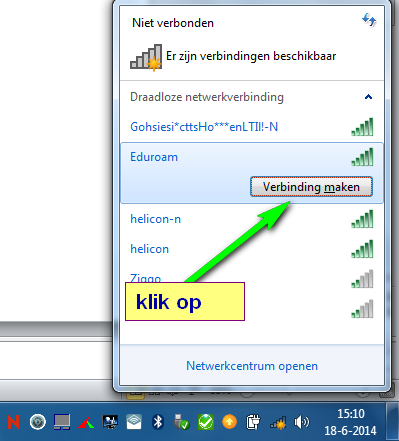 Niet verbonden
Er zijn verbindingen beschikbaar
Draadloze netwerkverbinding
Gohsiesi*cttsHo***enLTII!-N
Eduroam
Verbinding maken
helicon-n
helicon
Ziggo
klik op
Netwerkcentrum openen
15:10
18-6-2014